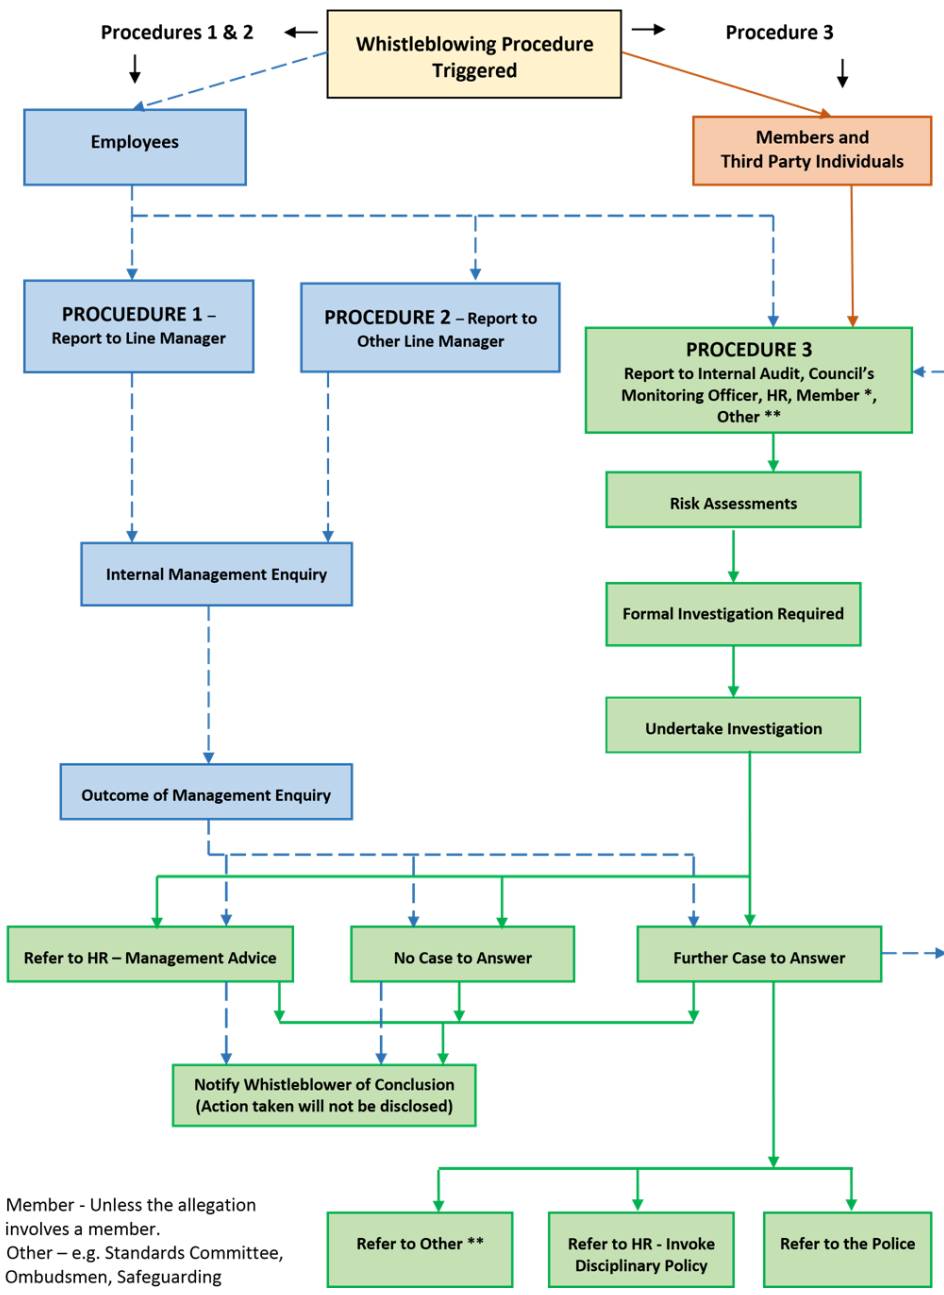 Procedures 1 & 2
Whistleblowing Procedure
Triggered
Procedure 3
Employees
Members and
Third Party Individuals
PROCUEDURE 1 –
Report to Line Manager
PROCEDURE 2 – Report to
Other Line Manager
PROCEDURE 3
Report to Internal Audit, Council's
Monitoring Officer, HR, Member *,
Other **
Risk Assessments
Internal Management Enquiry
Formal Investigation Required
Undertake Investigation
Outcome of Management Enquiry
Refer to HR – Management Advice
No Case to Answer
Further Case to Answer
Notify Whistleblower of Conclusion
(Action taken will not be disclosed)
Member - Unless the allegation
involves a member.
Other – e.g. Standards Committee,
Ombudsmen, Safeguarding
Refer to Other **
Refer to HR - Invoke
Disciplinary Policy
Refer to the Police